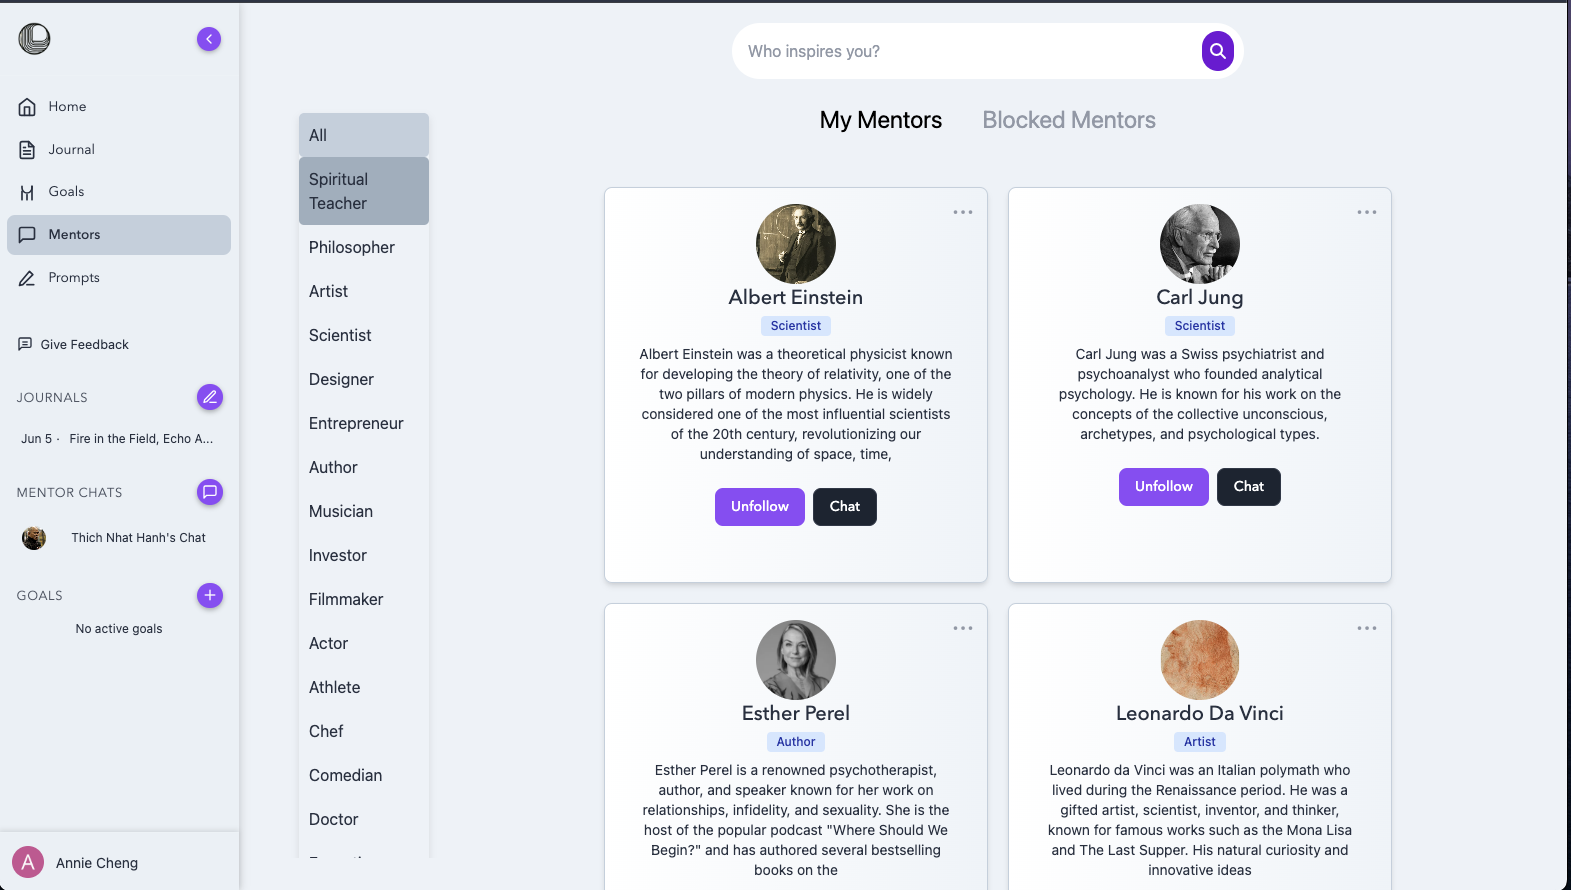 Home
Journal
Goals
Mentors
Prompts
Give Feedback
JOURNALS
Jun 5 · Fire in the Field, Echo A...
MENTOR CHATS
Thich Nhat Hanh's Chat
GOALS
No active goals
A Annie Cheng
Who inspires you?
My Mentors Blocked Mentors
All
Spiritual
Teacher
Philosopher
Artist
Scientist
Designer
Entrepreneur
Author
Musician
Investor
Filmmaker
Actor
Athlete
Chef
Comedian
Doctor
Albert Einstein
Scientist
Albert Einstein was a theoretical physicist known
for developing the theory of relativity, one of the
two pillars of modern physics. He is widely
considered one of the most influential scientists
of the 20th century, revolutionizing our
understanding of space, time,
Unfollow Chat
Carl Jung
Scientist
Carl Jung was a Swiss psychiatrist and
psychoanalyst who founded analytical
psychology. He is known for his work on the
concepts of the collective unconscious,
archetypes, and psychological types.
Unfollow Chat
Esther Perel
Author
Esther Perel is a renowned psychotherapist,
author, and speaker known for her work on
relationships, infidelity, and sexuality. She is the
host of the popular podcast "Where Should We
Begin?" and has authored several bestselling
books on the
Leonardo Da Vinci
Artist
Leonardo da Vinci was an Italian polymath who
lived during the Renaissance period. He was a
gifted artist, scientist, inventor, and thinker,
known for famous works such as the Mona Lisa
and The Last Supper. His natural curiosity and
innovative ideas